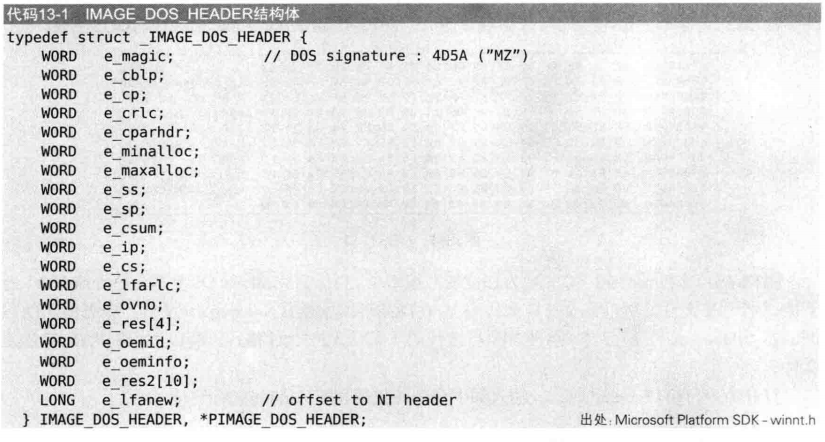 代码13-1 IMAGE_DOS_HEADER结构体
typedef struct _IMAGE_DOS_HEADER {
WORD e_magic; // DOS signature : 4D5A (”MZ”)
WORD e_cblp;
WORD e_cp;
WORD e_crlc;
WORD e_cparhdr;
WORD e_minalloc;
WORD e_maxalloc;
WORD e_ss;
WORD e_sp;
WORD e_csum;
WORD e_ip;
WORD e_cs;
WORD e_lfarlc;
WORD e_ovno;
WORD e_res[4];
WORD e_oemid;
WORD e_oeminfo;
WORD e_res2[10];
LONG e_lfanew; // offset to NT header
} IMAGE_DOS_HEADER, *PIMAGE_DOS_HEADER; 出处：Microsoft Platform SDK - winnt.h